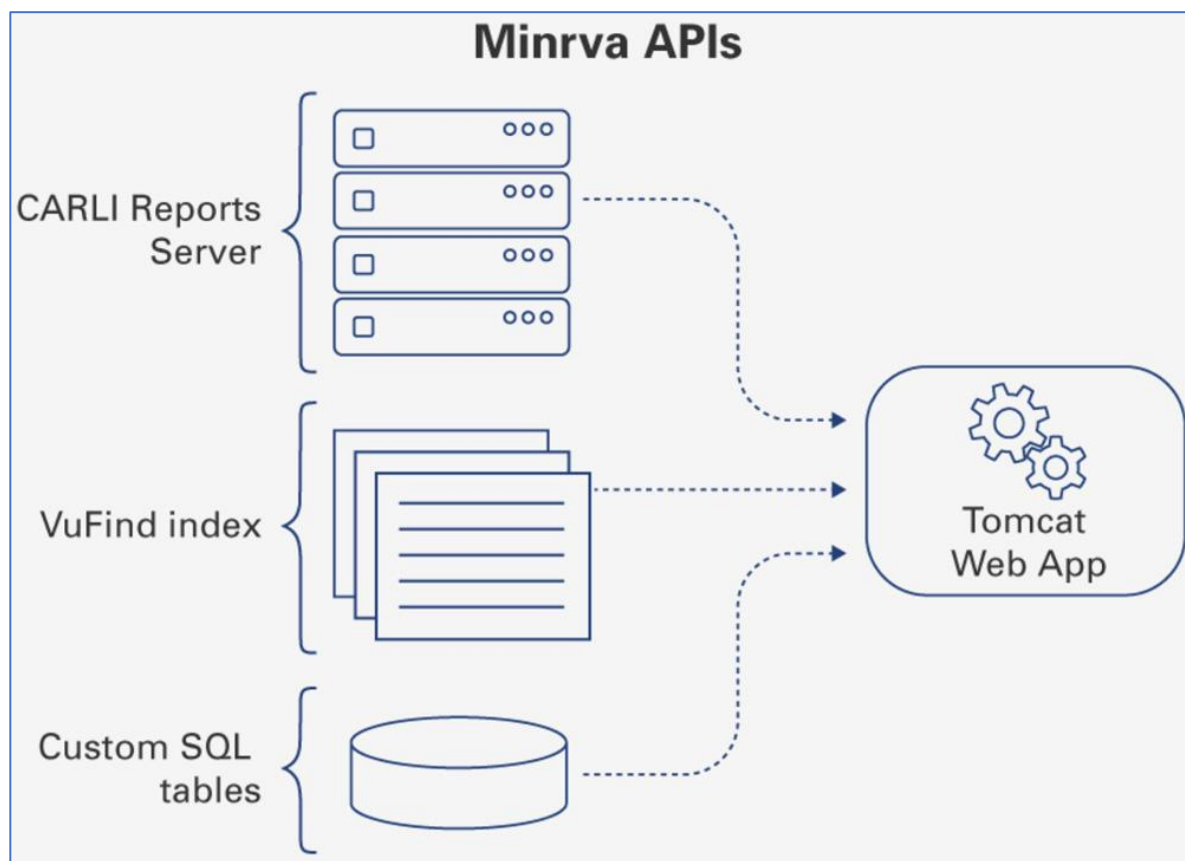 Minrva APIs
CARLI Reports
Server
VuFind index
Custom SQL
tables
Tomcat
Web App